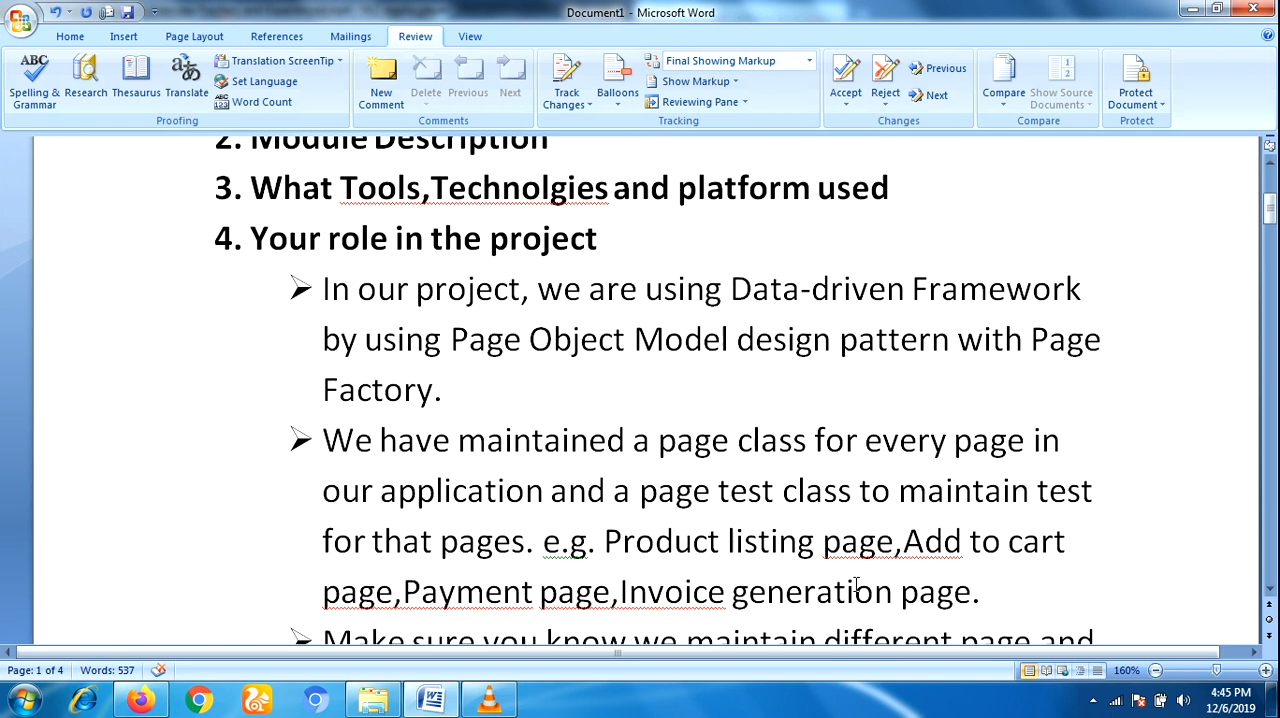 Document1 - Microsoft Word
Home Insert Page Layout References Mailings Review View
ABC Spelling & Grammar
Research
Thesaurus
Translate
Translation ScreenTip
Set Language
Word Count
Proofing
New Comment
Delete
Previous
Next
Comments
Track Changes
Balloons
Final Showing Markup
Show Markup
Reviewing Pane
Tracking
Accept
Reject
Previous
Next
Changes
Compare
Show Source Documents
Compare
Protect Document
Protect
2. Module Description
3. What Tools,Technolgies and platform used
4. Your role in the project
➢ In our project, we are using Data-driven Framework
by using Page Object Model design pattern with Page
Factory.
➢ We have maintained a page class for every page in
our application and a page test class to maintain test
for that pages. e.g. Product listing page,Add to cart
page,Payment page,Invoice generation page.
➢ Make sure you know we maintain different page and
Page: 1 of 4 Words: 537 160%
4:45 PM
12/6/2019